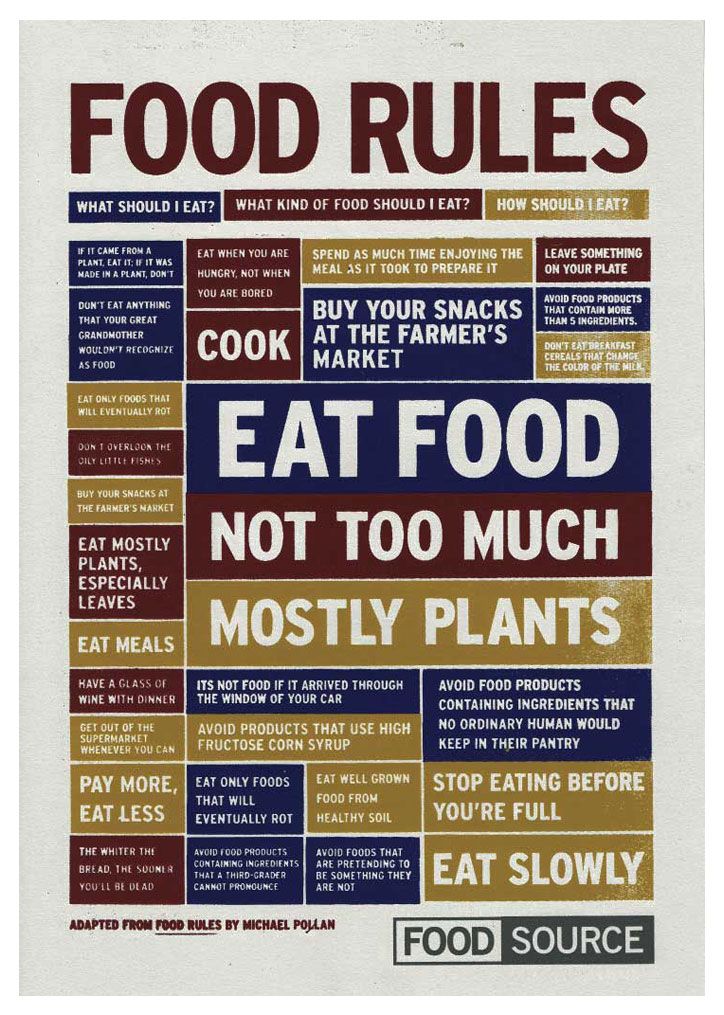 FOOD RULES
WHAT SHOULD I EAT?
WHAT KIND OF FOOD SHOULD I EAT?
HOW SHOULD I EAT?
IF IT CAME FROM A
PLANT, EAT IT; IF IT WAS
MADE IN A PLANT, DON'T
EAT WHEN YOU ARE
HUNGRY, NOT WHEN
YOU ARE BORED
SPEND AS MUCH TIME ENJOYING THE
MEAL AS IT TOOK TO PREPARE IT
LEAVE SOMETHING
ON YOUR PLATE
DON'T EAT ANYTHING
THAT YOUR GREAT
GRANDMOTHER
WOULDN'T RECOGNIZE
AS FOOD
COOK
BUY YOUR SNACKS
AT THE FARMER'S
MARKET
AVOID FOOD PRODUCTS
THAT CONTAIN MORE
THAN 5 INGREDIENTS.
DON'T EAT BREAKFAST
CEREALS THAT CHANGE
THE COLOR OF THE MILK.
EAT ONLY FOODS THAT
WILL EVENTUALLY ROT
DON'T OVERLOOK THE
OILY LITTLE FISHES
BUY YOUR SNACKS AT
THE FARMER'S MARKET
EAT MOSTLY
PLANTS,
ESPECIALLY
LEAVES
EAT MEALS
EAT FOOD
NOT TOO MUCH
MOSTLY PLANTS
HAVE A GLASS OF
WINE WITH DINNER
ITS NOT FOOD IF IT ARRIVED THROUGH
THE WINDOW OF YOUR CAR
AVOID FOOD PRODUCTS
CONTAINING INGREDIENTS THAT
NO ORDINARY HUMAN WOULD
KEEP IN THEIR PANTRY
GET OUT OF THE
SUPERMARKET
WHENEVER YOU CAN
AVOID PRODUCTS THAT USE HIGH
FRUCTOSE CORN SYRUP
PAY MORE,
EAT LESS
EAT ONLY FOODS
THAT WILL
EVENTUALLY ROT
EAT WELL GROWN
FOOD FROM
HEALTHY SOIL
STOP EATING BEFORE
YOU'RE FULL
THE WHITER THE
BREAD, THE SOONER
YOU'LL BE DEAD
AVOID FOOD PRODUCTS
CONTAINING INGREDIENTS
THAT A THIRD-GRADER
CANNOT PRONOUNCE
AVOID FOODS THAT
ARE PRETENDING TO
BE SOMETHING THEY
ARE NOT
EAT SLOWLY
ADAPTED FROM FOOD RULES BY MICHAEL POLLAN
FOOD SOURCE